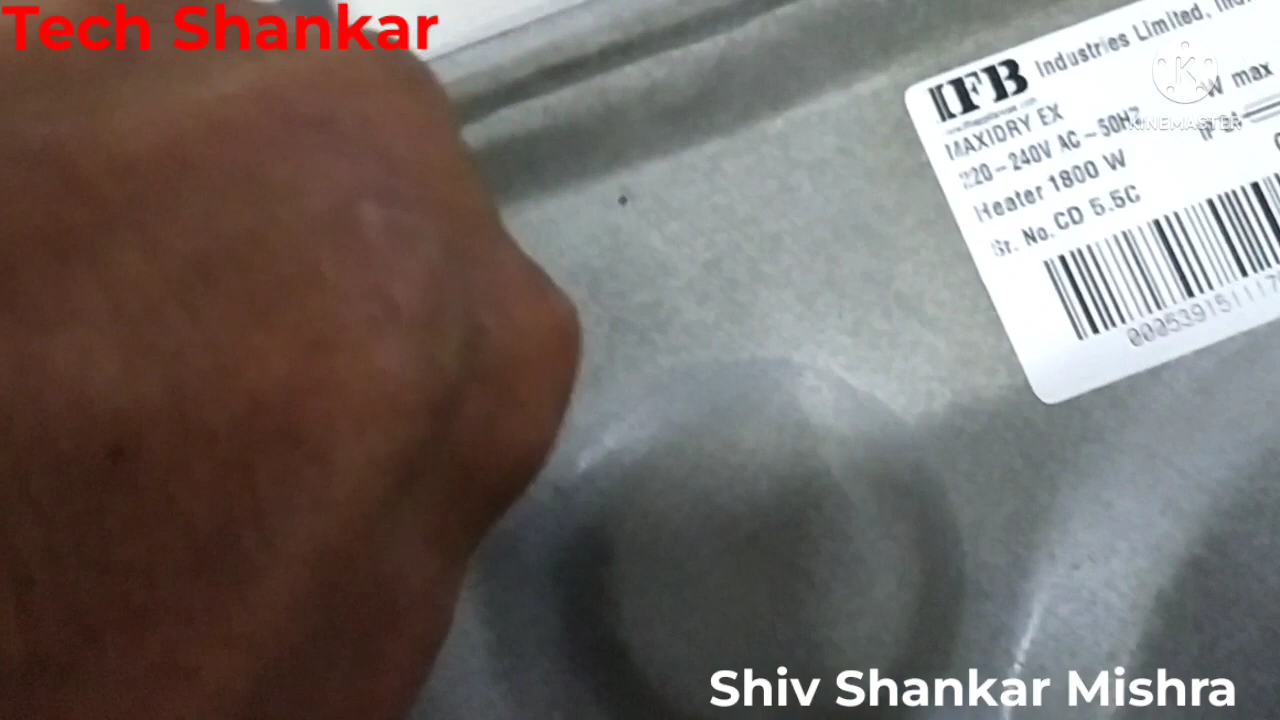 Tech Shankar
IFB Industries Limited,
MAXIDRY EX
220-240V AC ~ 50HZ
W max
Heater 1800 W
Sr. No. CD 5.5C
KINEMASTER
Shiv Shankar Mishra